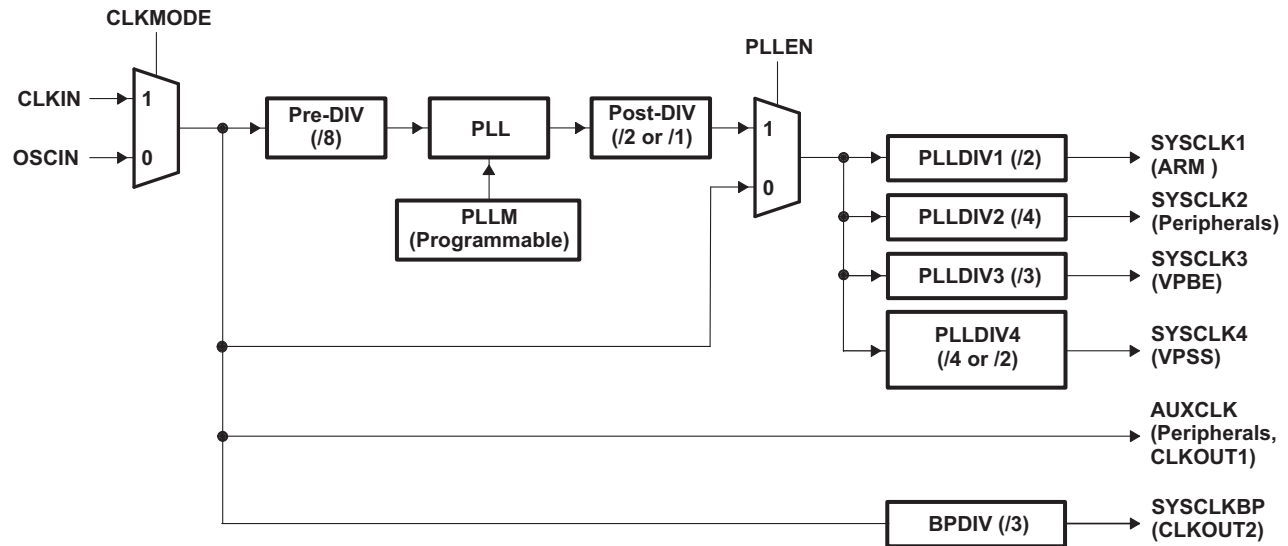 CLKMODE
CLKIN
1
OSCIN
0
Pre-DIV
(/8)
PLL
Post-DIV
(/2 or /1)
PLLM
(Programmable)
PLLEN
1
0
PLLDIV1 (/2)
SYSCLK1
(ARM )
PLLDIV2 (/4)
SYSCLK2
(Peripherals)
PLLDIV3 (/3)
SYSCLK3
(VPBE)
PLLDIV4
(/4 or /2)
SYSCLK4
(VPSS)
AUXCLK
(Peripherals,
CLKOUT1)
BPDIV (/3)
SYSCLKBP
(CLKOUT2)